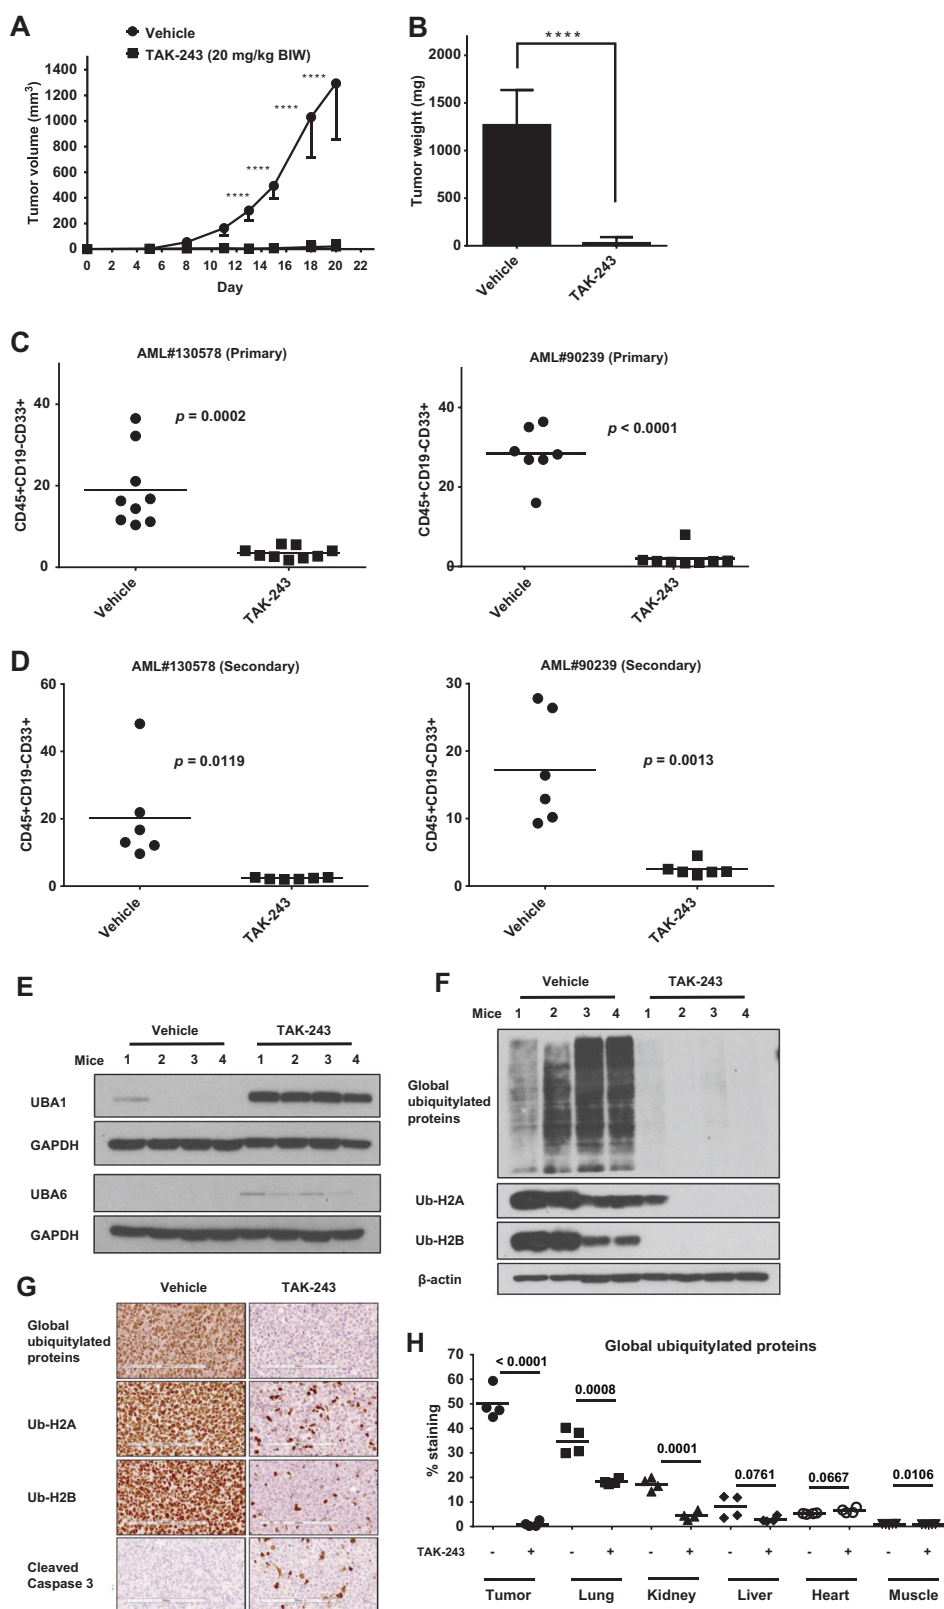 A
Vehicle
TAK-243 (20 mg/kg BIW)
Tumor volume (mm³)
1400
1200
1000
800
600
400
200
0
****
****
****
****
0 2 4 6 8 10 12 14 16 18 20 22
Day
B
****
Tumor weight (mg)
2000
1500
1000
500
0
Vehicle
TAK-243
C
AML#130578 (Primary)
CD45+CD19-CD33+
40
20
0
p = 0.0002
Vehicle
TAK-243
AML#90239 (Primary)
CD45+CD19-CD33+
40
20
0
p < 0.0001
Vehicle
TAK-243
D
AML#130578 (Secondary)
CD45+CD19-CD33+
60
40
20
0
p = 0.0119
Vehicle
TAK-243
AML#90239 (Secondary)
CD45+CD19-CD33+
30
20
10
0
p = 0.0013
Vehicle
TAK-243
E
Vehicle TAK-243
Mice 1 2 3 4 1 2 3 4
UBA1
GAPDH
UBA6
GAPDH
F
Vehicle TAK-243
Mice 1 2 3 4 1 2 3 4
Global
ubiquitylated
proteins
Ub-H2A
Ub-H2B
β-actin
G
Vehicle TAK-243
Global
ubiquitylated
proteins
Ub-H2A
Ub-H2B
Cleaved
Caspase 3
H
Global ubiquitylated proteins
% staining
70
60
50
40
30
20
10
0
< 0.0001
0.0008
0.0001
0.0761
0.0667
0.0106
TAK-243 - + - + - + - + - + - +
Tumor Lung Kidney Liver Heart Muscle